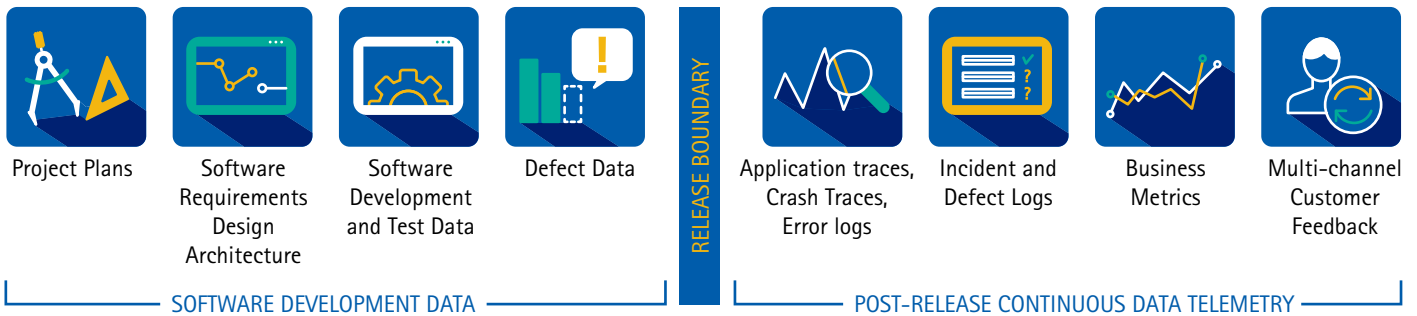 Project Plans
Software
Requirements
Design
Architecture
Software
Development
and Test Data
!
Defect Data
SOFTWARE DEVELOPMENT DATA
RELEASE BOUNDARY
Application traces,
Crash Traces,
Error logs
?
?
Incident and
Defect Logs
Business
Metrics
Multi-channel
Customer
Feedback
POST-RELEASE CONTINUOUS DATA TELEMETRY